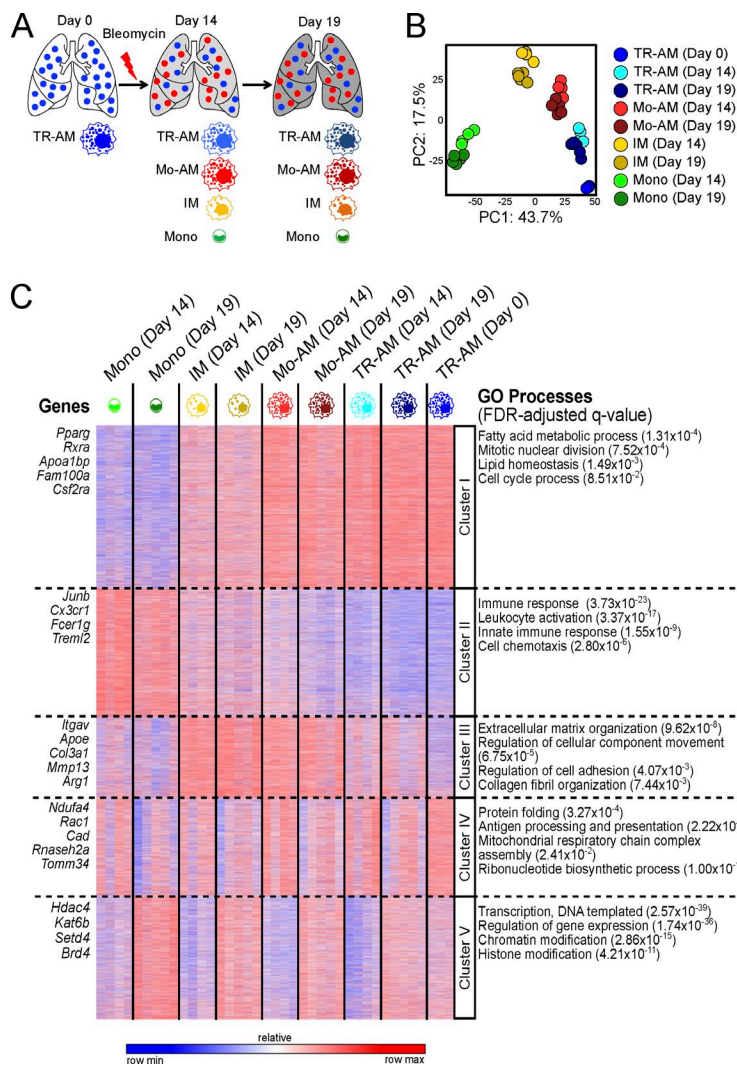 A
Day 0
Day 14
Day 19
Bleomycin
TR-AM
TR-AM
TR-AM
Mo-AM
Mo-AM
IM
IM
Mono
Mono
B
PC2: 17.5%
25
0
-25
-50
-25
0
25
50
PC1: 43.7%
TR-AM (Day 0)
TR-AM (Day 14)
TR-AM (Day 19)
Mo-AM (Day 14)
Mo-AM (Day 19)
IM (Day 14)
IM (Day 19)
Mono (Day 14)
Mono (Day 19)
C
Mono (Day 14)
Mono (Day 19)
IM (Day 14)
IM (Day 19)
Mo-AM (Day 14)
Mo-AM (Day 19)
TR-AM (Day 14)
TR-AM (Day 19)
TR-AM (Day 0)
Genes
GO Processes
(FDR-adjusted q-value)
Pparg
Rxra
Apoa1bp
Fam100a
Csf2ra
Cluster I
Fatty acid metabolic process (1.31x10⁻⁴)
Mitotic nuclear division (7.52x10⁻⁴)
Lipid homeostasis (1.49x10⁻³)
Cell cycle process (8.51x10⁻²)
Junb
Cx3cr1
Fcer1g
Treml2
Cluster II
Immune response (3.73x10⁻²³)
Leukocyte activation (3.37x10⁻¹⁷)
Innate immune response (1.55x10⁻⁹)
Cell chemotaxis (2.80x10⁻⁶)
Itgav
Apoe
Col3a1
Mmp13
Arg1
Cluster III
Extracellular matrix organization (9.62x10⁻⁸)
Regulation of cellular component movement
(6.75x10⁻⁵)
Regulation of cell adhesion (4.07x10⁻³)
Collagen fibril organization (7.44x10⁻³)
Ndufa4
Rac1
Cad
Rnaseh2a
Tomm34
Cluster IV
Protein folding (3.27x10⁻⁴)
Antigen processing and presentation (2.22x10
Mitochondrial respiratory chain complex
assembly (2.41x10⁻²)
Ribonucleotide biosynthetic process (1.00x10⁻
Hdac4
Kat6b
Setd4
Brd4
Cluster V
Transcription, DNA templated (2.57x10⁻³⁹)
Regulation of gene expression (1.74x10⁻³⁶)
Chromatin modification (2.86x10⁻¹⁵)
Histone modification (4.21x10⁻¹¹)
relative
row min
row max